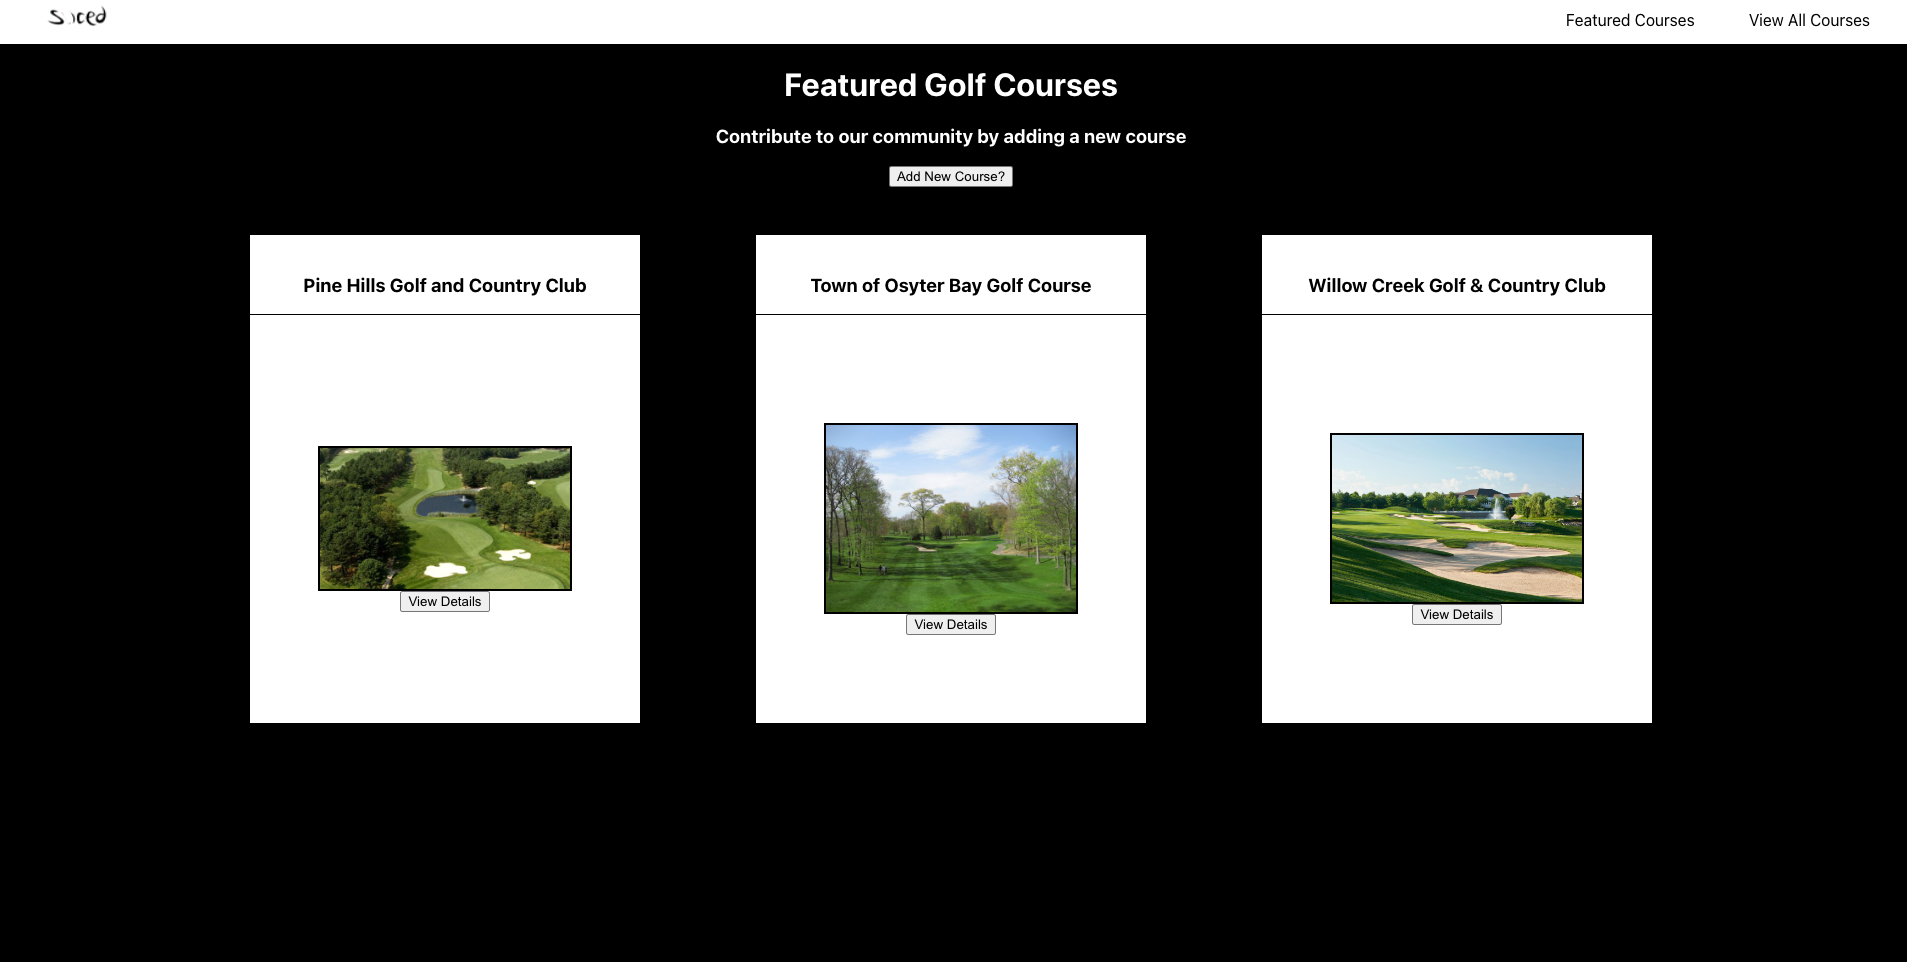 Featured Courses
View All Courses
Featured Golf Courses
Contribute to our community by adding a new course
Add New Course?
Pine Hills Golf and Country Club
Town of Osyter Bay Golf Course
Willow Creek Golf & Country Club
View Details
View Details
View Details